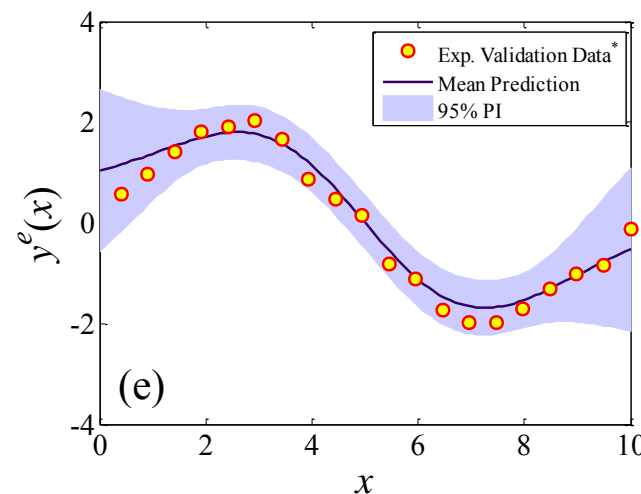 4
2
0
-2
-4
y^e(x)
Exp. Validation Data*
Mean Prediction
95% PI
(e)
0 2 4 6 8 10
x